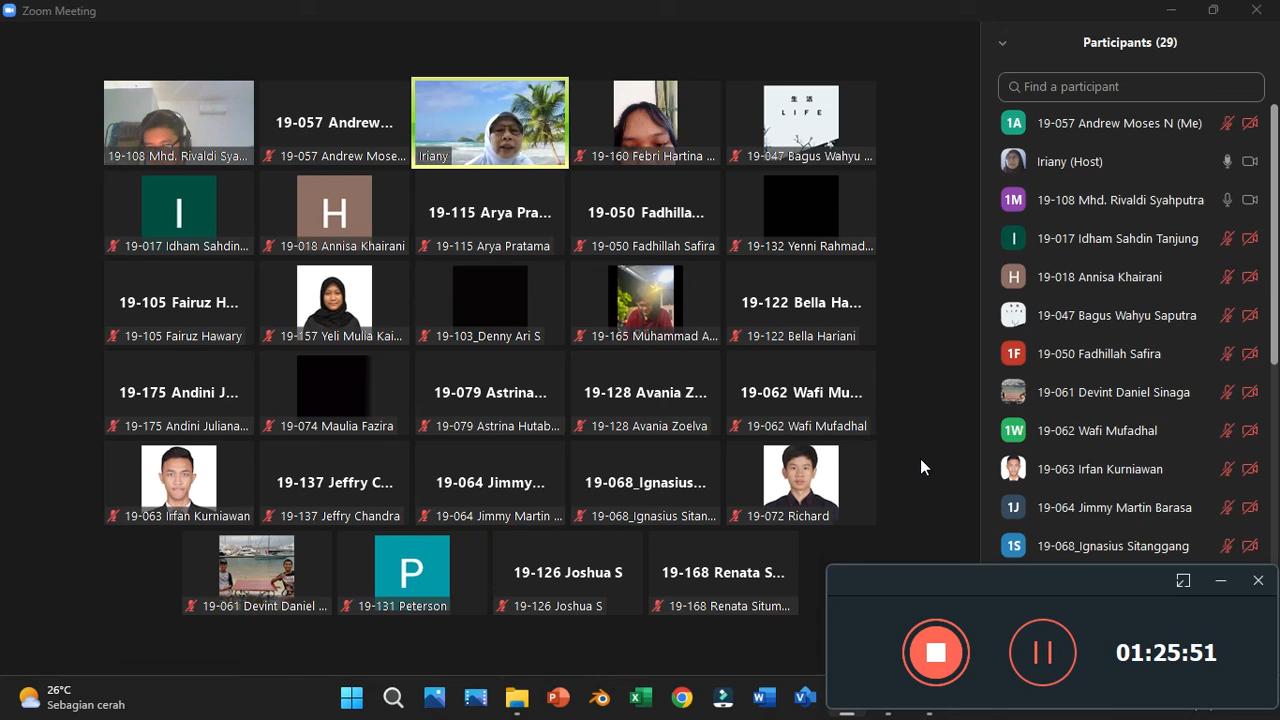 Zoom Meeting
Participants (29)
Find a participant
19-108 Mhd. Rivaldi Sya...
19-057 Andrew...
19-057 Andrew Mose...
Iriany
19-160 Febri Hartina ...
生 活
L I F E
19-047 Bagus Wahyu ...
I
19-017 Idham Sahdin...
H
19-018 Annisa Khairani
19-115 Arya Pra...
19-115 Arya Pratama
19-050 Fadhilla...
19-050 Fadhillah Safira
19-132 Yenni Rahmad...
19-105 Fairuz H...
19-105 Fairuz Hawary
19-157 Yeli Mulia Kai...
19-103_Denny Ari S
19-165 Muhammad A...
19-122 Bella Ha...
19-122 Bella Hariani
19-175 Andini J...
19-175 Andini Juliana...
19-074 Maulia Fazira
19-079 Astrina...
19-079 Astrina Hutab...
19-128 Avania Z...
19-128 Avania Zoelva
19-062 Wafi Mu...
19-062 Wafi Mufadhal
19-063 Irfan Kurniawan
19-137 Jeffry C...
19-137 Jeffry Chandra
19-064 Jimmy...
19-064 Jimmy Martin ...
19-068_Ignasius...
19-068_Ignasius Sitan...
19-072 Richard
19-061 Devint Daniel ...
P
19-131 Peterson
19-126 Joshua S
19-126 Joshua S
19-168 Renata S...
19-168 Renata Situm...
1A 19-057 Andrew Moses N (Me)
Iriany (Host)
1M 19-108 Mhd. Rivaldi Syahputra
I 19-017 Idham Sahdin Tanjung
H 19-018 Annisa Khairani
19-047 Bagus Wahyu Saputra
1F 19-050 Fadhillah Safira
19-061 Devint Daniel Sinaga
1W 19-062 Wafi Mufadhal
19-063 Irfan Kurniawan
1J 19-064 Jimmy Martin Barasa
1S 19-068_Ignasius Sitanggang
01:25:51
26°C
Sebagian cerah